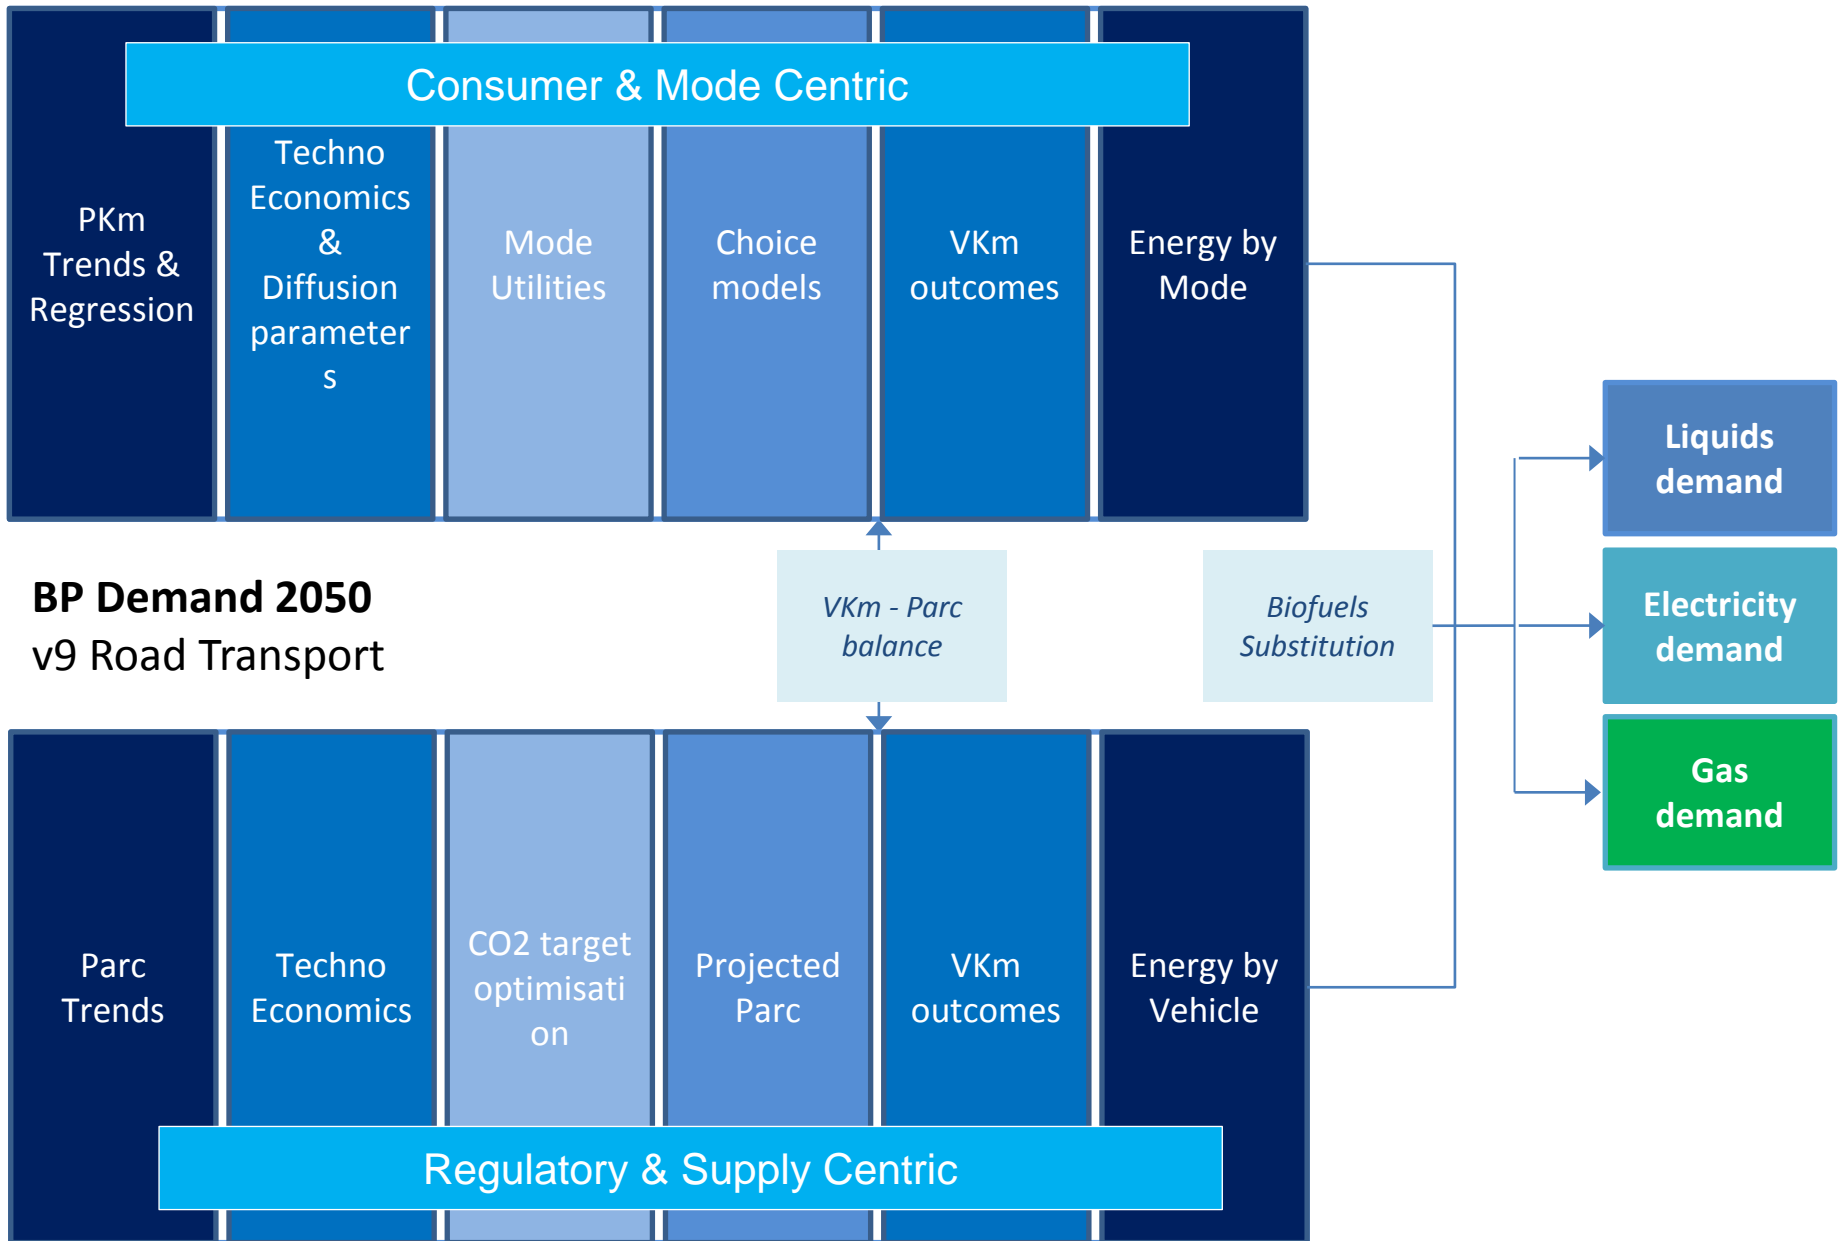 Consumer & Mode Centric
PKm
Trends &
Regression
Techno
Economics
&
Diffusion
parameter
s
Mode
Utilities
Choice
models
VKm
outcomes
Energy by
Mode
Liquids
demand
BP Demand 2050
v9 Road Transport
VKm - Parc
balance
Biofuels
Substitution
Electricity
demand
Gas
demand
Parc
Trends
Techno
Economics
CO2 target
optimisati
on
Projected
Parc
VKm
outcomes
Energy by
Vehicle
Regulatory & Supply Centric